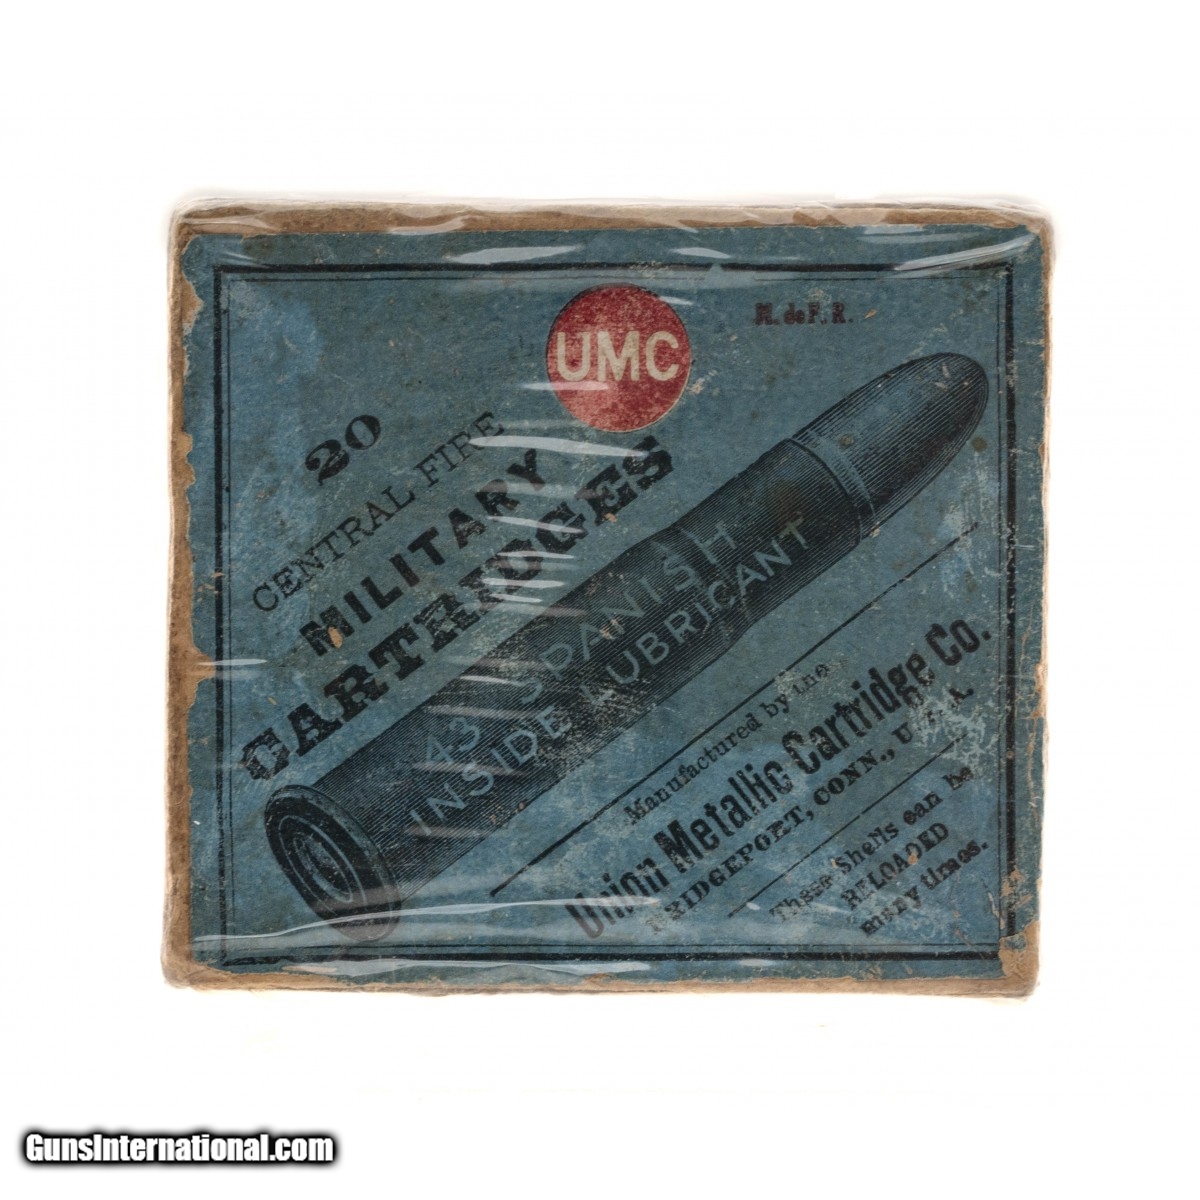 UMC
M. de F. R.
20
CENTRAL FIRE
MILITARY
CARTRIDGES
43 SPANISH
INSIDE LUBRICANT
Manufactured by the
Union Metallic Cartridge Co.
BRIDGEPORT, CONN., U.S.A.
These Shells can be
RELOADED
many times.
GunsInternational.com